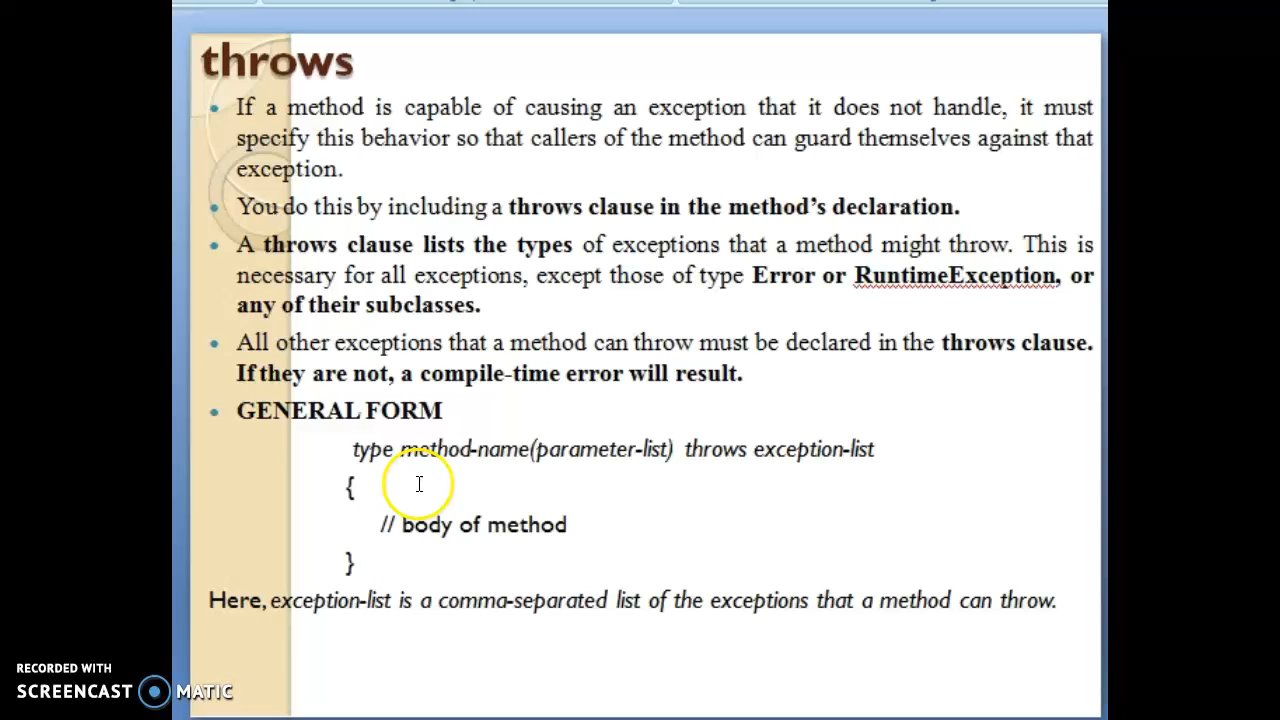 throws
• If a method is capable of causing an exception that it does not handle, it must
specify this behavior so that callers of the method can guard themselves against that
exception.
• You do this by including a throws clause in the method’s declaration.
• A throws clause lists the types of exceptions that a method might throw. This is
necessary for all exceptions, except those of type Error or RuntimeException, or
any of their subclasses.
• All other exceptions that a method can throw must be declared in the throws clause.
If they are not, a compile-time error will result.
• GENERAL FORM
type method-name(parameter-list) throws exception-list
{
// body of method
}
Here, exception-list is a comma-separated list of the exceptions that a method can throw.
RECORDED WITH
SCREENCAST MATIC